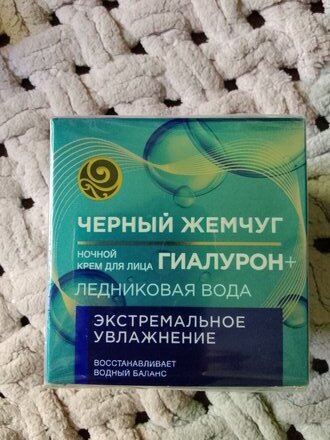 ЧЕРНЫЙ ЖЕМЧУГ
НОЧНОЙ
КРЕМ ДЛЯ ЛИЦА ГИАЛУРОН+
ЛЕДНИКОВАЯ ВОДА
ЭКСТРЕМАЛЬНОЕ
УВЛАЖНЕНИЕ
ВОССТАНАВЛИВАЕТ
ВОДНЫЙ БАЛАНС